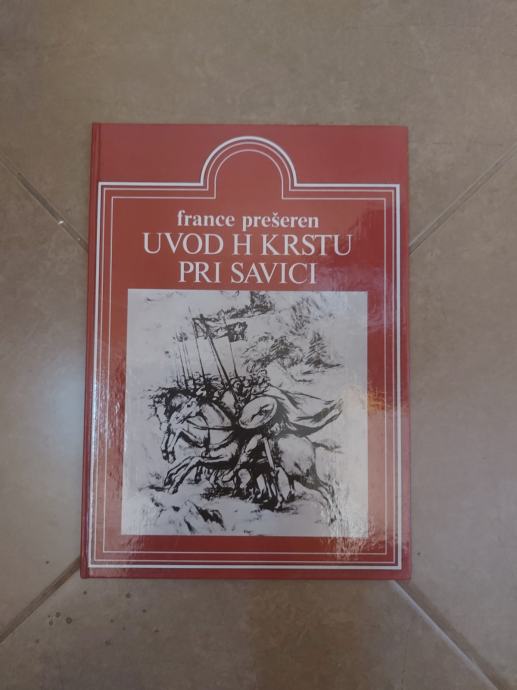 france prešeren
UVOD H KRSTU
PRI SAVICI